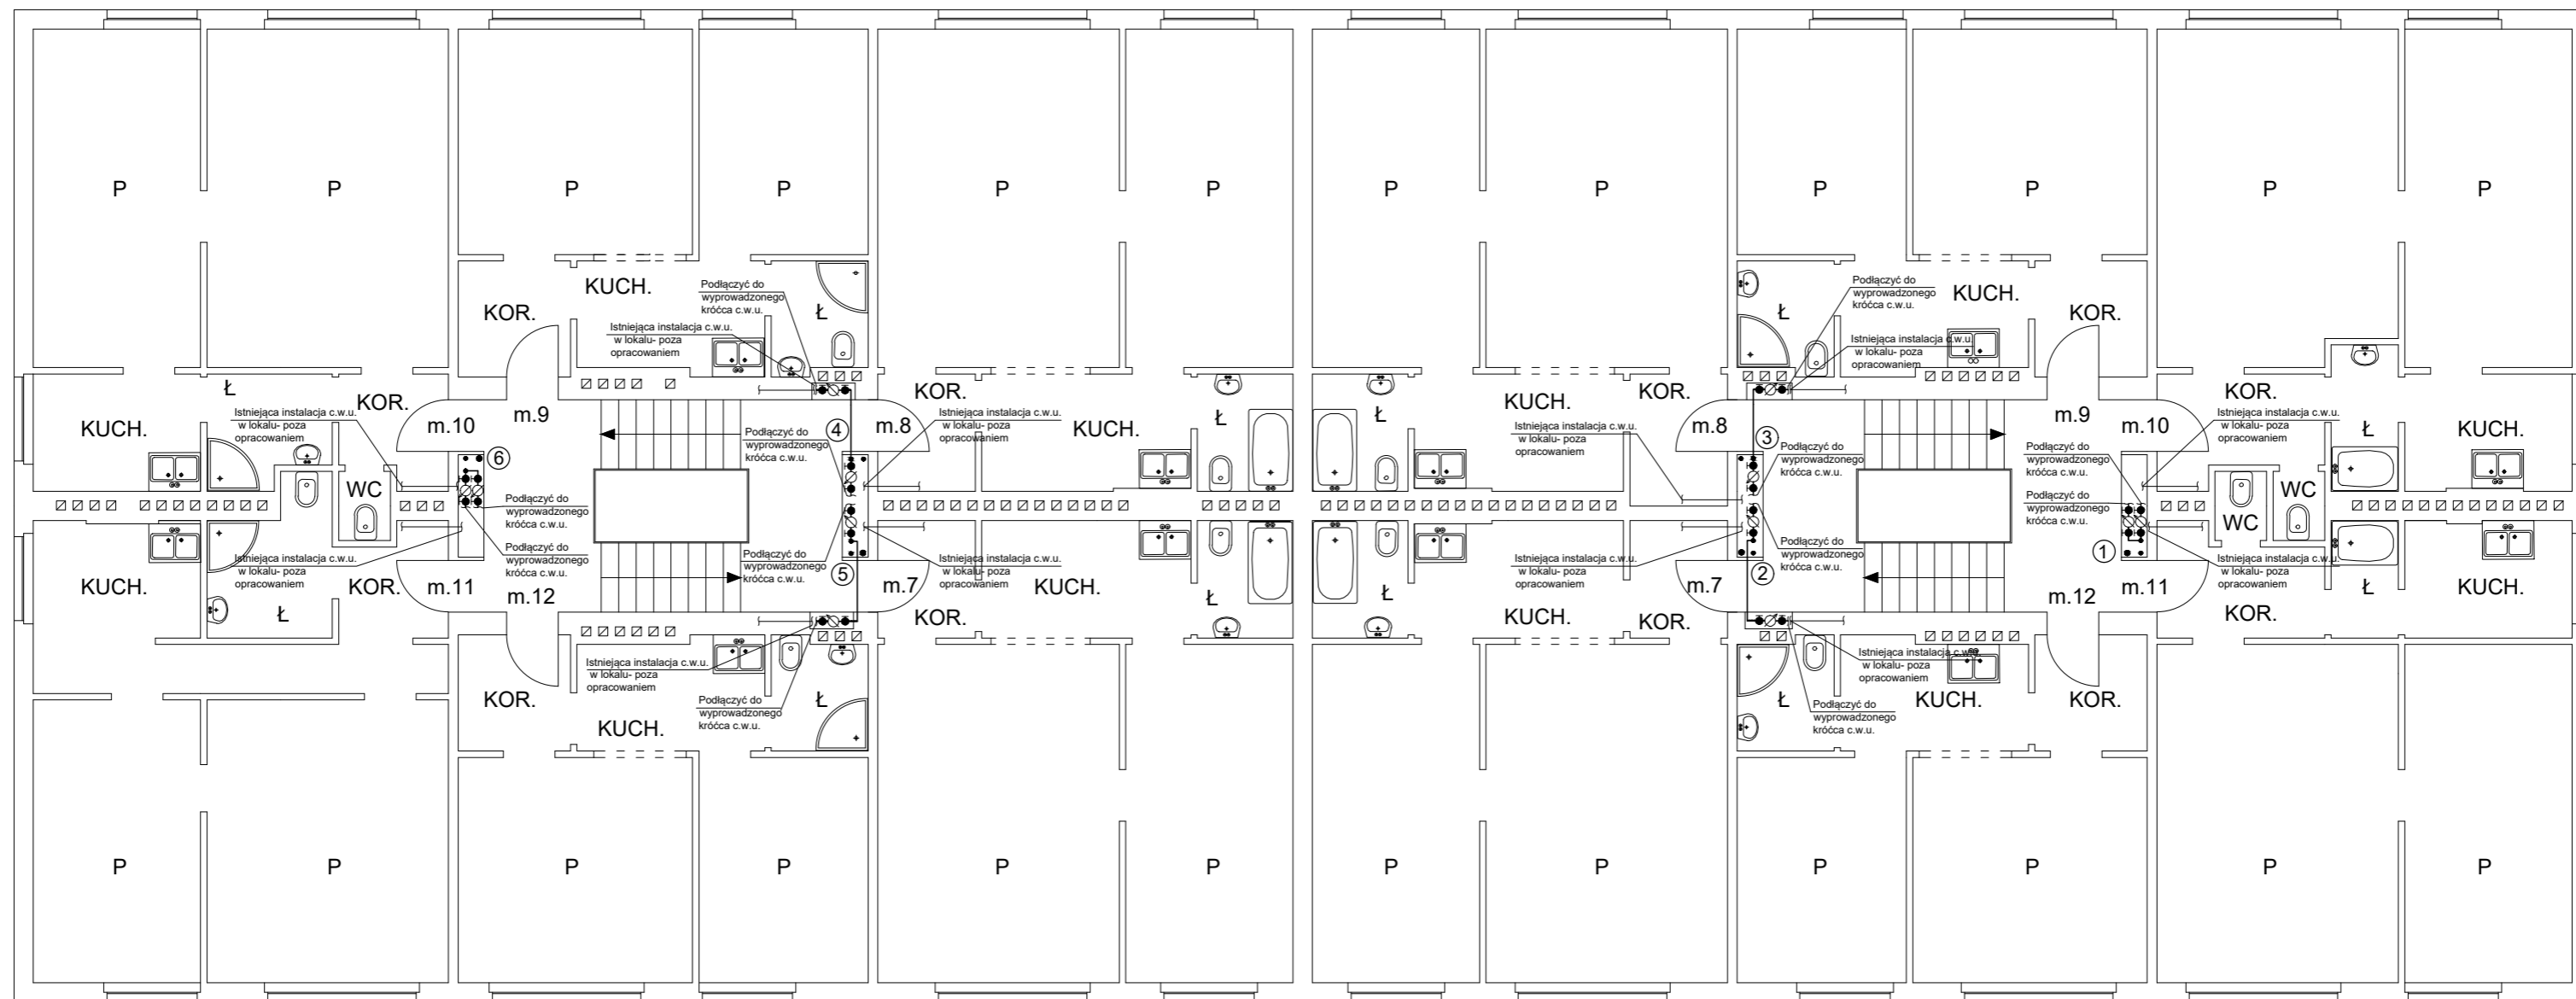 P
P
P
P
P
P
P
P
P
P
P
P
KUCH.
Podłączyć do
wyprowadzonego
króćca c.w.u.
KOR.
Ł
Istniejąca instalacja c.w.u.
w lokalu- poza
opracowaniem
Podłączyć do
wyprowadzonego
króćca c.w.u.
KUCH.
Ł
KOR.
Istniejąca instalacja c.w.u.
w lokalu- poza
opracowaniem
Ł
KOR.
Istniejąca instalacja c.w.u.
w lokalu- poza
opracowaniem
KUCH.
m.10
m.9
Podłączyć do
wyprowadzonego
króćca c.w.u.
4
m.8
KOR.
Istniejąca instalacja c.w.u.
w lokalu- poza
opracowaniem
KUCH.
Ł
Ł
KUCH.
KOR.
Istniejąca instalacja c.w.u.
w lokalu- poza
opracowaniem
m.8
3
Podłączyć do
wyprowadzonego
króćca c.w.u.
m.9
m.10
KOR.
Istniejąca instalacja c.w.u.
w lokalu- poza
opracowaniem
Ł
KUCH.
6
WC
Podłączyć do
wyprowadzonego
króćca c.w.u.
Podłączyć do
wyprowadzonego
króćca c.w.u.
Podłączyć do
wyprowadzonego
króćca c.w.u.
WC
WC
KUCH.
Istniejąca instalacja c.w.u.
w lokalu- poza
opracowaniem
KOR.
Ł
m.11
m.12
Podłączyć do
wyprowadzonego
króćca c.w.u.
Podłączyć do
wyprowadzonego
króćca c.w.u.
5
m.7
Istniejąca instalacja c.w.u.
w lokalu- poza
opracowaniem
KOR.
KUCH.
Ł
Ł
KUCH.
Istniejąca instalacja c.w.u.
w lokalu- poza
opracowaniem
KOR.
m.7
2
Podłączyć do
wyprowadzonego
króćca c.w.u.
1
m.12
m.11
Istniejąca instalacja c.w.u.
w lokalu- poza
opracowaniem
KOR.
Ł
KUCH.
Istniejąca instalacja c.w.u.
w lokalu- poza
opracowaniem
KOR.
KUCH.
Podłączyć do
wyprowadzonego
króćca c.w.u.
Ł
Istniejąca instalacja c.w.u.
w lokalu- poza
opracowaniem
Ł
Podłączyć do
wyprowadzonego
króćca c.w.u.
KUCH.
KOR.
P
P
P
P
P
P
P
P
P
P
P
P